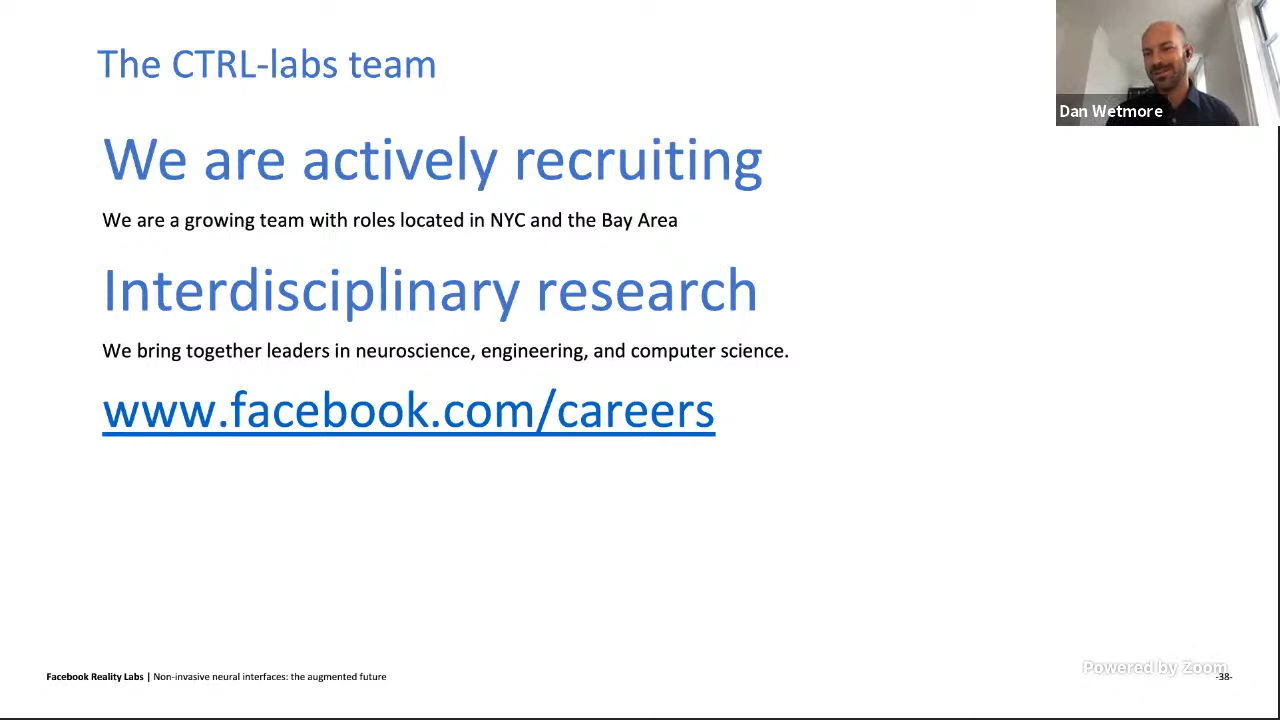 The CTRL-labs team
Dan Wetmore
We are actively recruiting
We are a growing team with roles located in NYC and the Bay Area
Interdisciplinary research
We bring together leaders in neuroscience, engineering, and computer science.
www.facebook.com/careers
Facebook Reality Labs | Non-invasive neural interfaces: the augmented future
Powered by Zoom
-38-